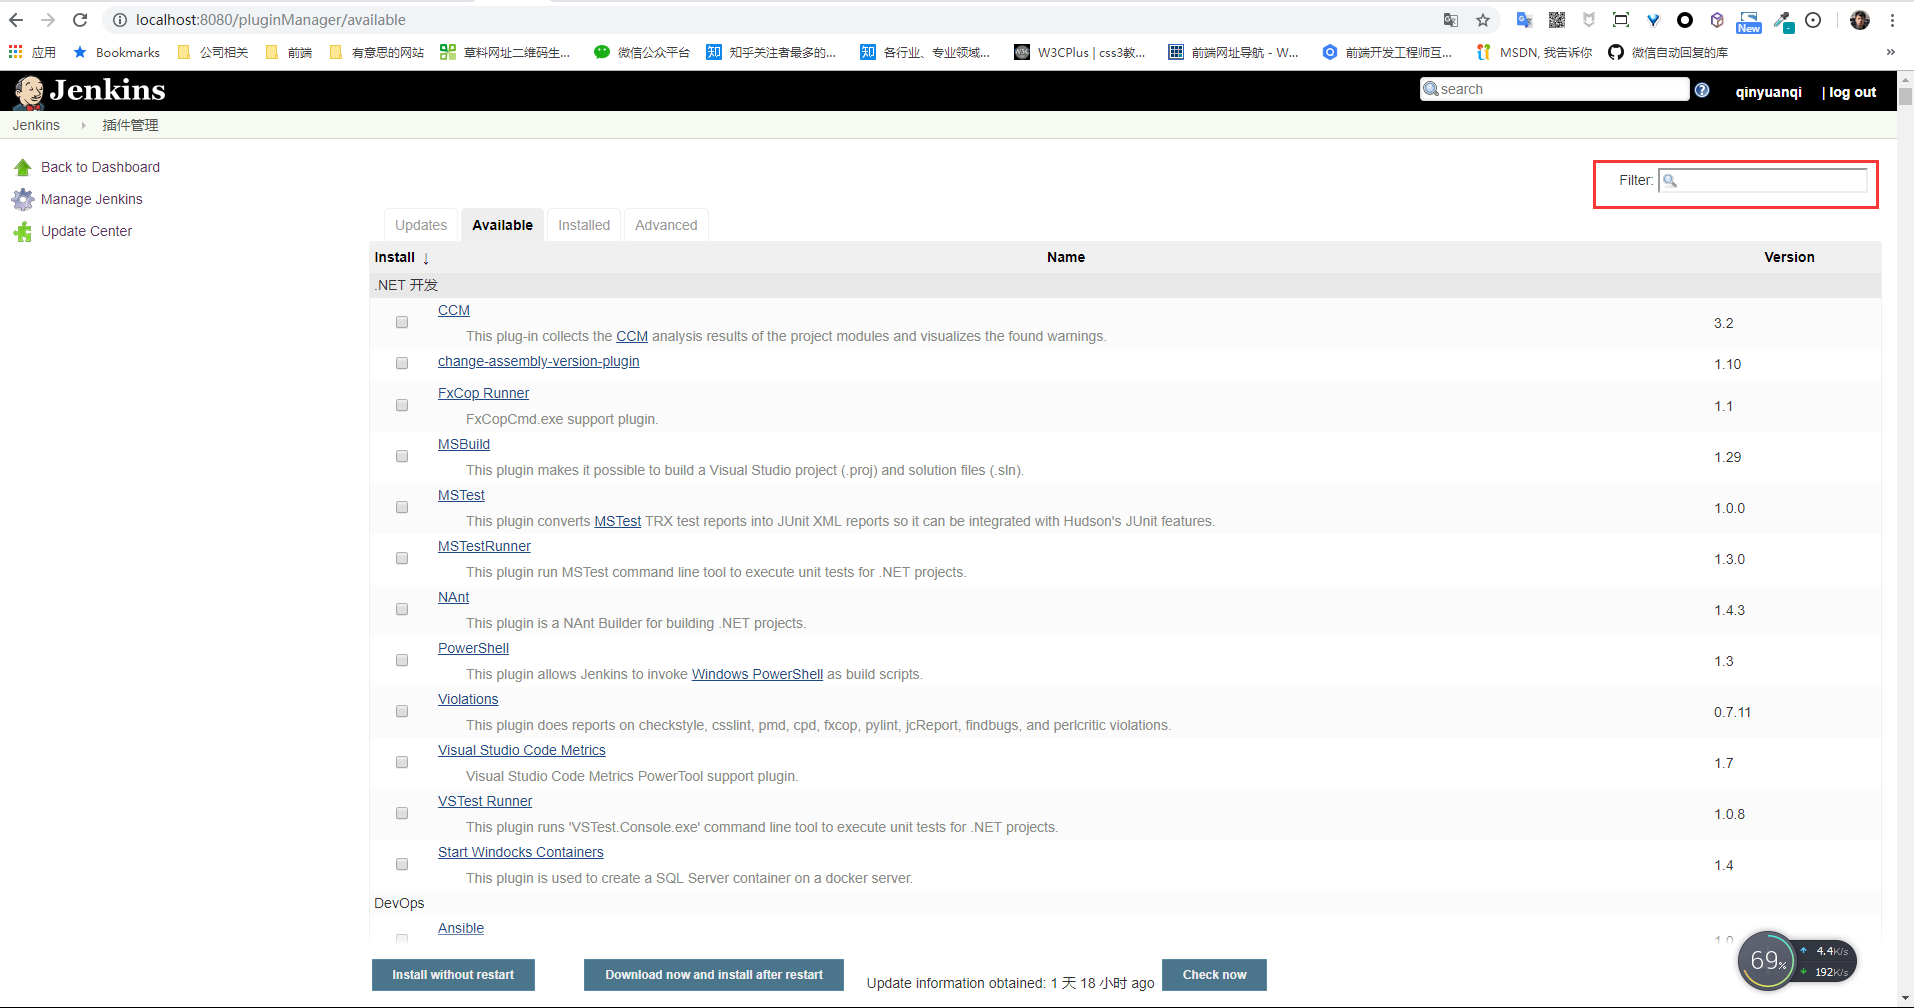 localhost:8080/pluginManager/available
New
应用 Bookmarks 公司相关 前端 有意思的网站 草料网址二维码生... 微信公众平台 知 知乎关注者最多的... 知 各行业、专业领域... W3C W3CPlus | css3教... 前端网址导航 - W... 前端开发工程师互... MSDN, 我告诉你 微信自动回复的库 »
Jenkins
search
qinyuanqi | log out
Jenkins 插件管理
Back to Dashboard
Manage Jenkins
Update Center
Filter:
Updates Available Installed Advanced
Install ↓ Name Version
.NET 开发
CCM
This plug-in collects the CCM analysis results of the project modules and visualizes the found warnings.
3.2
change-assembly-version-plugin
1.10
FxCop Runner
FxCopCmd.exe support plugin.
1.1
MSBuild
This plugin makes it possible to build a Visual Studio project (.proj) and solution files (.sln).
1.29
MSTest
This plugin converts MSTest TRX test reports into JUnit XML reports so it can be integrated with Hudson's JUnit features.
1.0.0
MSTestRunner
This plugin run MSTest command line tool to execute unit tests for .NET projects.
1.3.0
NAnt
This plugin is a NAnt Builder for building .NET projects.
1.4.3
PowerShell
This plugin allows Jenkins to invoke Windows PowerShell as build scripts.
1.3
Violations
This plugin does reports on checkstyle, csslint, pmd, cpd, fxcop, pylint, jcReport, findbugs, and perlcritic violations.
0.7.11
Visual Studio Code Metrics
Visual Studio Code Metrics PowerTool support plugin.
1.7
VSTest Runner
This plugin runs 'VSTest.Console.exe' command line tool to execute unit tests for .NET projects.
1.0.8
Start Windocks Containers
This plugin is used to create a SQL Server container on a docker server.
1.4
DevOps
Ansible
1.0
Install without restart
Download now and install after restart
Update information obtained: 1 天 18 小时 ago
Check now
69%
4.4K/s
192K/s